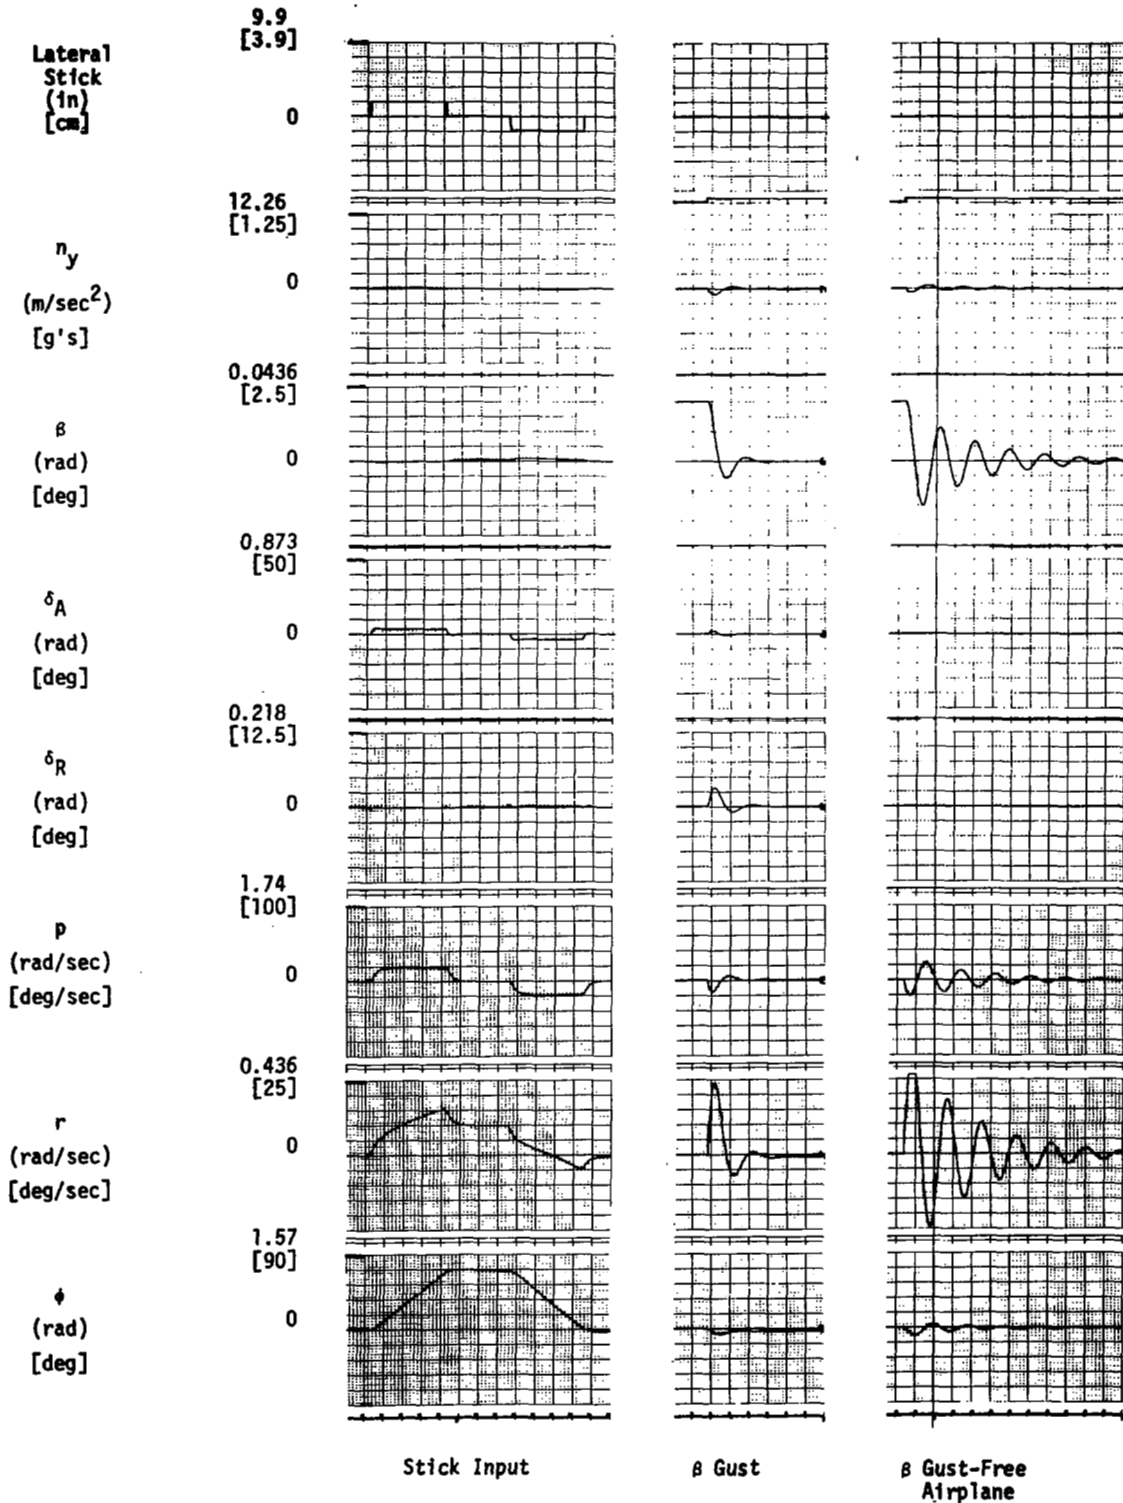 9.9
[3.9]
Lateral
Stick
(in)
[cm]
0
12.26
[1.25]
ny
0
(m/sec2)
[g's]
0.0436
[2.5]
β
(rad)
0
[deg]
0.873
[50]
δA
(rad)
0
[deg]
0.218
[12.5]
δR
(rad)
0
[deg]
1.74
[100]
p
(rad/sec)
0
[deg/sec]
0.436
[25]
r
(rad/sec)
0
[deg/sec]
1.57
[90]
ϕ
(rad)
0
[deg]
Stick Input
β Gust
β Gust-Free
Airplane